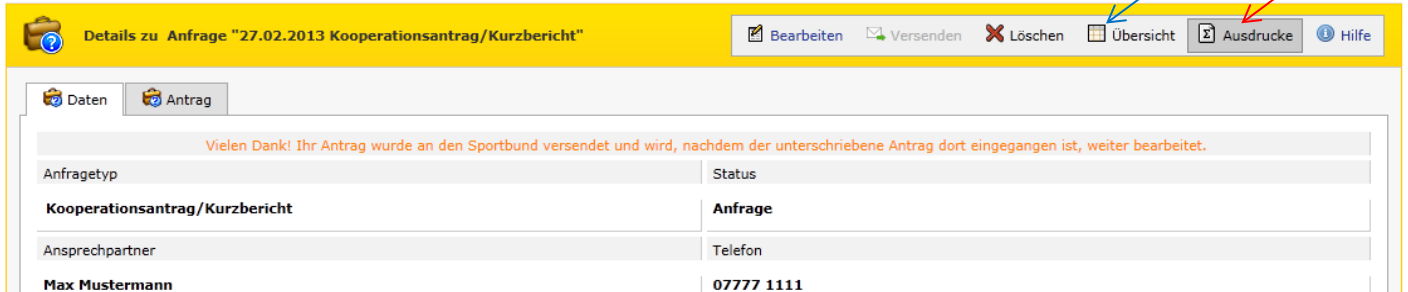 Details zu Anfrage "27.02.2013 Kooperationsantrag/Kurzbericht"
Bearbeiten Versenden Löschen Übersicht Ausdrucke Hilfe
Daten Antrag
Vielen Dank! Ihr Antrag wurde an den Sportbund versendet und wird, nachdem der unterschriebene Antrag dort eingegangen ist, weiter bearbeitet.
Anfragetyp Status
Kooperationsantrag/Kurzbericht Anfrage
Ansprechpartner Telefon
Max Mustermann 07777 1111